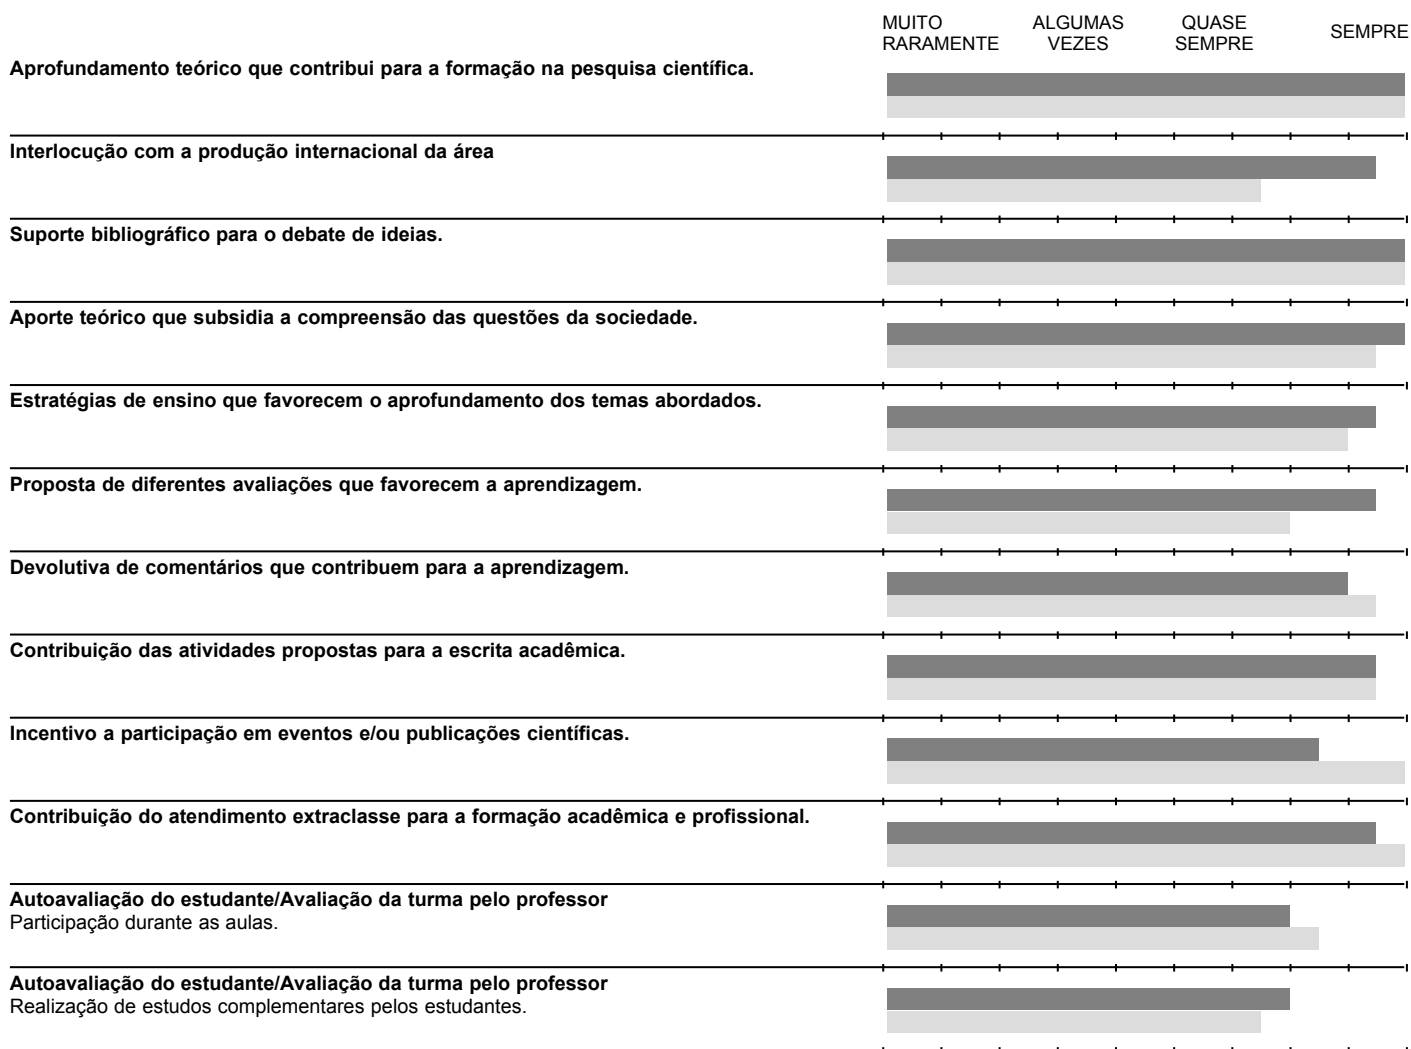 MUITO RARAMENTE ALGUMAS VEZES QUASE SEMPRE SEMPRE
Aprofundamento teórico que contribui para a formação na pesquisa científica.
Interlocução com a produção internacional da área
Suporte bibliográfico para o debate de ideias.
Aporte teórico que subsidia a compreensão das questões da sociedade.
Estratégias de ensino que favorecem o aprofundamento dos temas abordados.
Proposta de diferentes avaliações que favorecem a aprendizagem.
Devolutiva de comentários que contribuem para a aprendizagem.
Contribuição das atividades propostas para a escrita acadêmica.
Incentivo a participação em eventos e/ou publicações científicas.
Contribuição do atendimento extraclasse para a formação acadêmica e profissional.
Autoavaliação do estudante/Avaliação da turma pelo professor
Participação durante as aulas.
Autoavaliação do estudante/Avaliação da turma pelo professor
Realização de estudos complementares pelos estudantes.